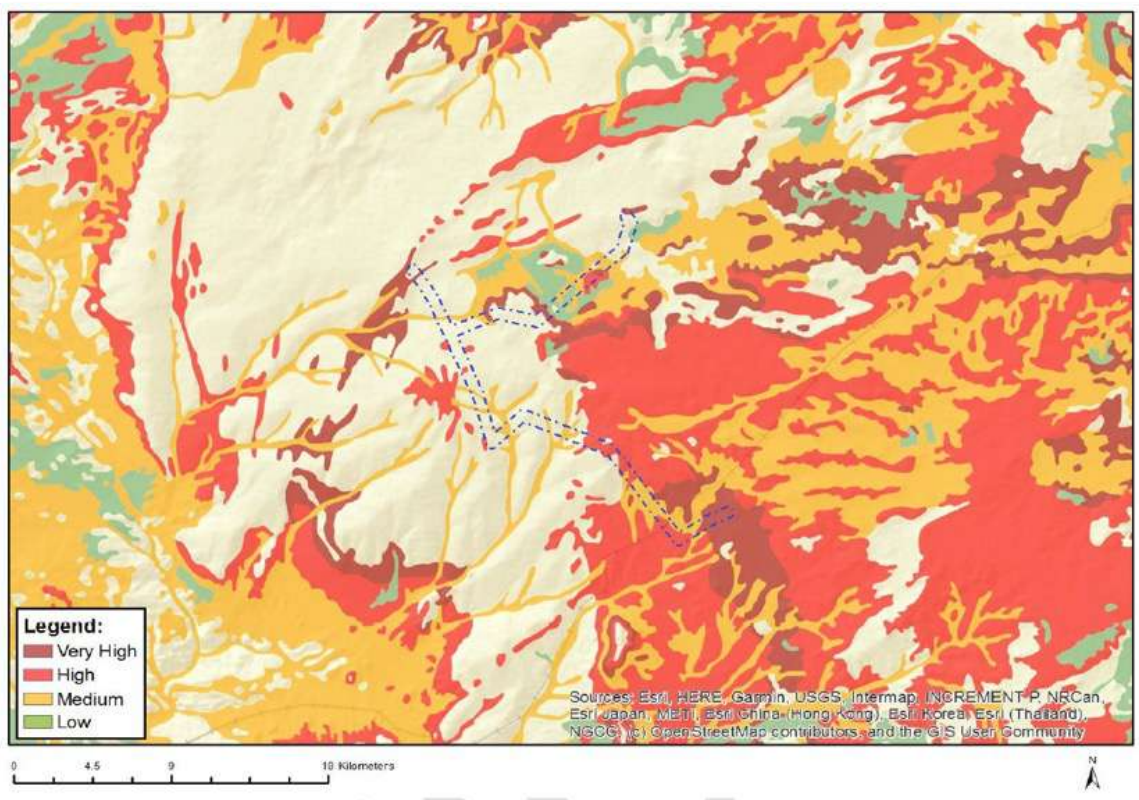 Legend:
Very High
High
Medium
Low
Sources: Esri, HERE, Garmin, USGS, Intermap, INCREMENT P, NRCan,
Esri Japan, METI, Esri China (Hong Kong), Esri Korea, Esri (Thailand),
NGCC, (c) OpenStreetMap contributors, and the GIS User Community
0 4.5 9 18 Kilometers
N